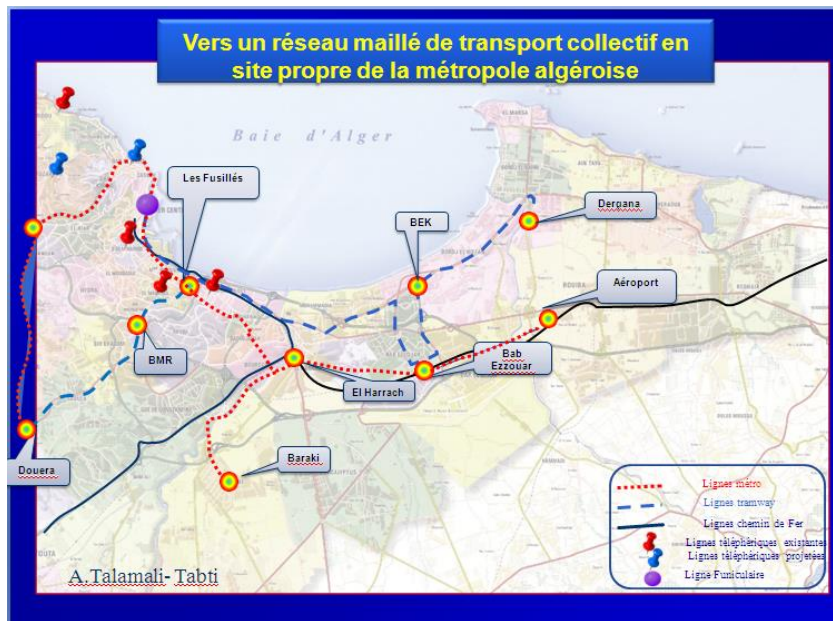 Vers un réseau maillé de transport collectif en
site propre de la métropole algéroise
Baie d'Alger
Les Fusillés
BEK
Dergana
Aéroport
BMR
Bab
Ezzouar
El Harrach
Douera
Baraki
Lignes métro
Lignes tramway
Lignes chemin de Fer
Lignes téléphériques existantes
Lignes téléphériques projetées
Ligne Funiculaire
A.Talamali- Tabti